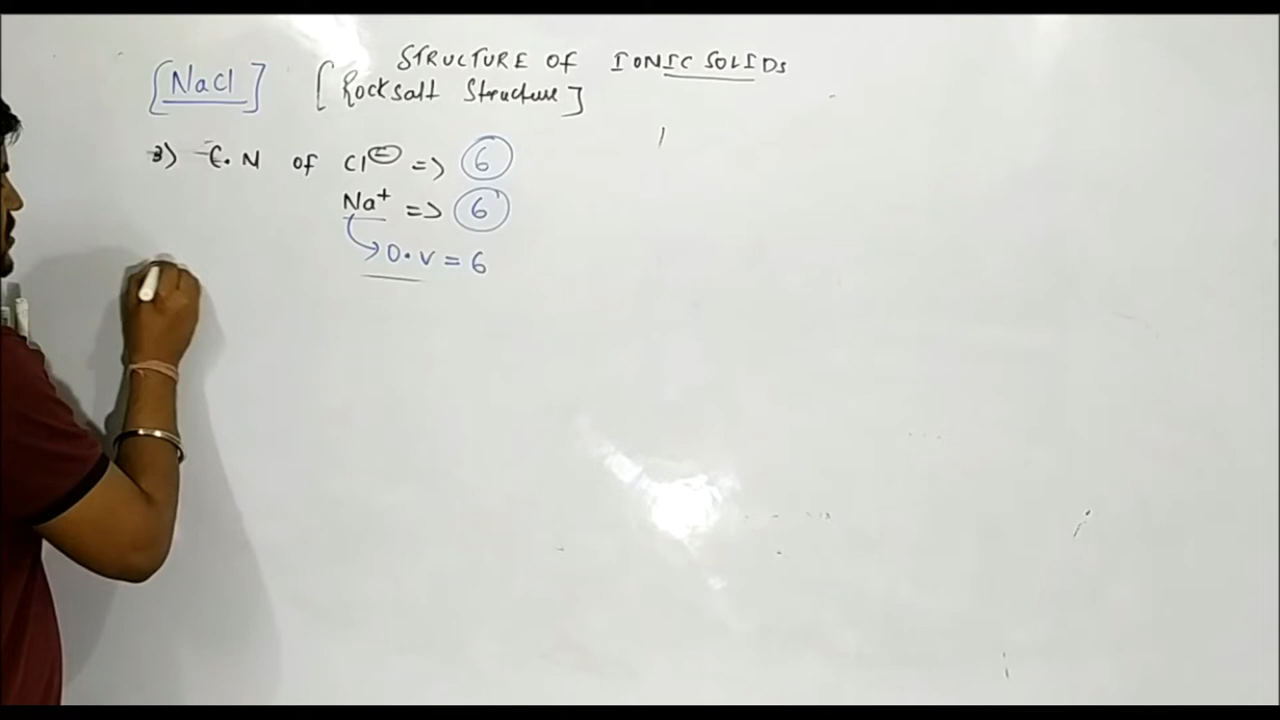 STRUCTURE OF IONIC SOLIDS
[NaCl] [Rocksalt Structure]
3) C.N of Cl⊖ => 6
Na+ => 6
O.V = 6